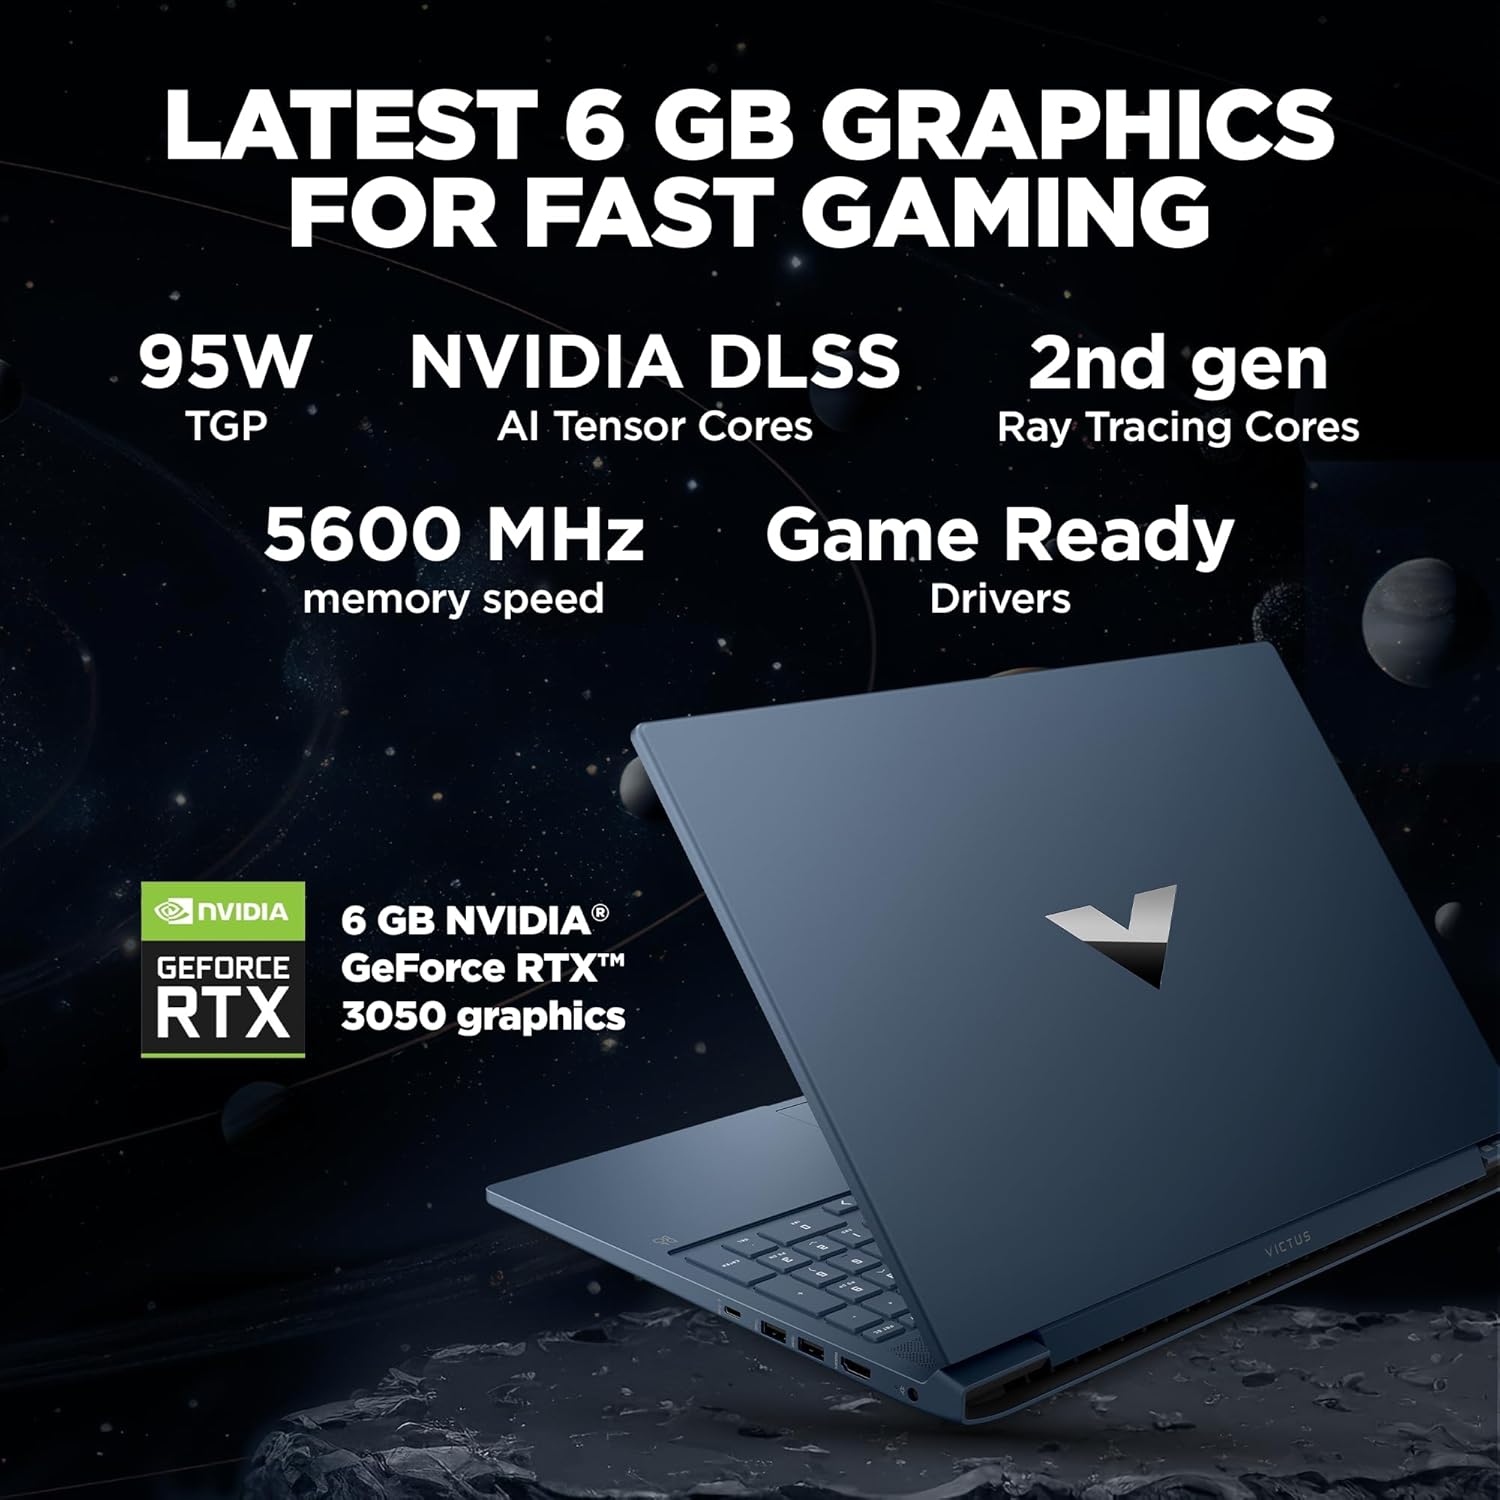 LATEST 6 GB GRAPHICS
FOR FAST GAMING
95W
TGP
NVIDIA DLSS
AI Tensor Cores
2nd gen
Ray Tracing Cores
5600 MHz
memory speed
Game Ready
Drivers
NVIDIA
GEFORCE
RTX
6 GB NVIDIA®
GeForce RTX™
3050 graphics
VICTUS